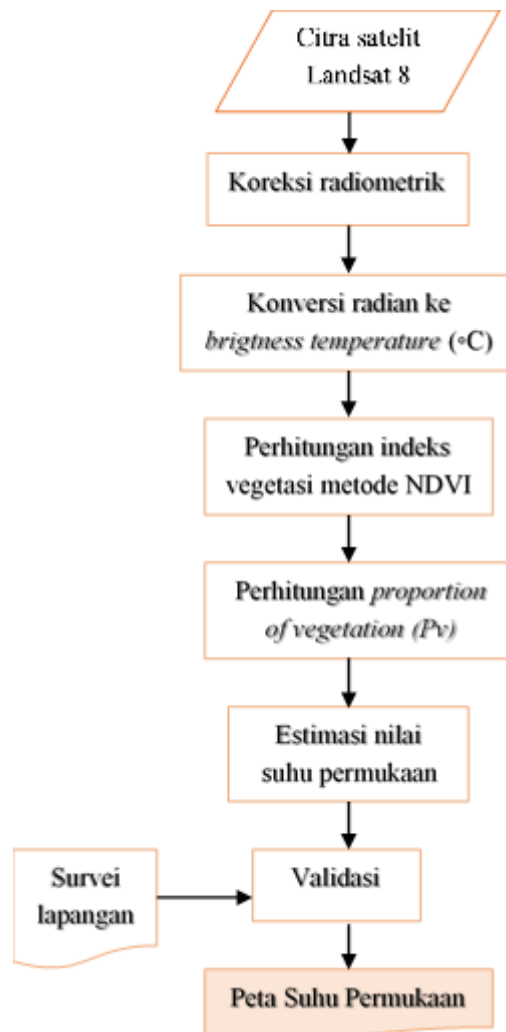 Citra satelit
Landsat 8
Koreksi radiometrik
Konversi radian ke
brigtness temperature (∘C)
Perhitungan indeks
vegetasi metode NDVI
Perhitungan proportion
of vegetation (Pv)
Estimasi nilai
suhu permukaan
Survei
lapangan
Validasi
Peta Suhu Permukaan